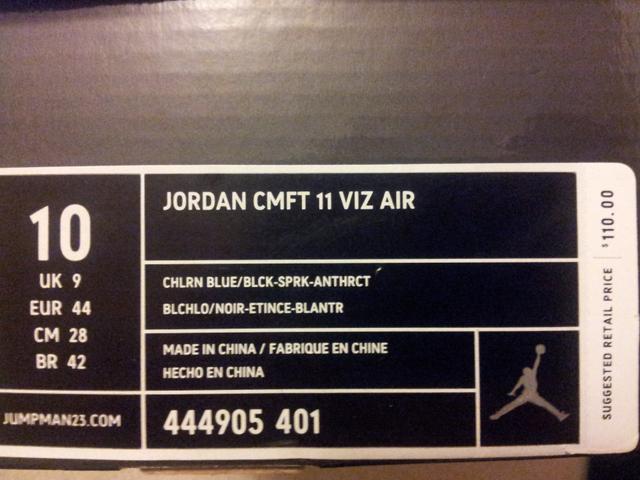 10
UK 9
EUR 44
CM 28
BR 42
JUMPMAN23.COM
JORDAN CMFT 11 VIZ AIR
CHLRN BLUE/BLCK-SPRK-ANTHRCT
BLCHLO/NOIR-ETINCE-BLANTR
MADE IN CHINA / FABRIQUE EN CHINE
HECHO EN CHINA
444905 401
SUGGESTED RETAIL PRICE $110.00